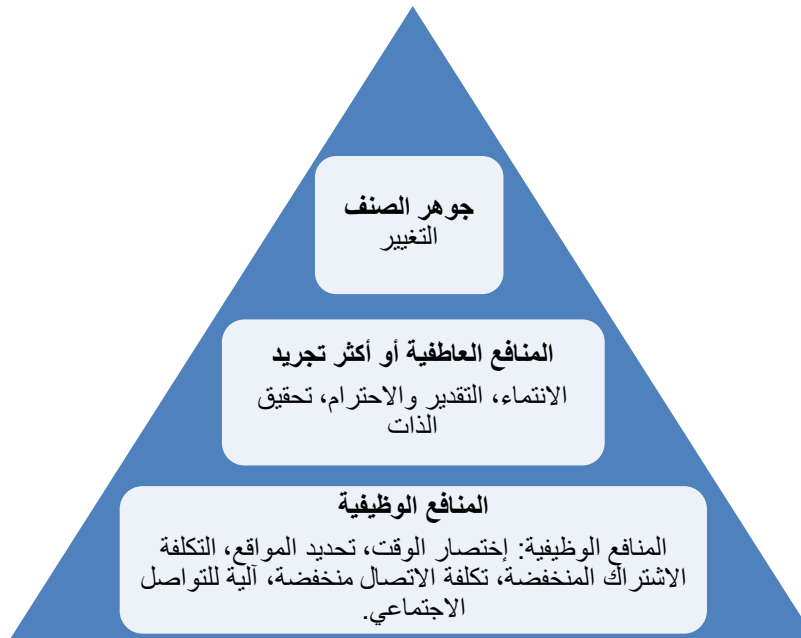 جوهر الصنف
التغيير
المنافع العاطفية أو أكثر تجريد
الانتماء، التقدير والاحترام، تحقيق
الذات
المنافع الوظيفية
المنافع الوظيفية: إختصار الوقت، تحديد المواقع، التكلفة
الاشتراك المنخفضة، تكلفة الاتصال منخفضة، آلية للتواصل
الاجتماعي.